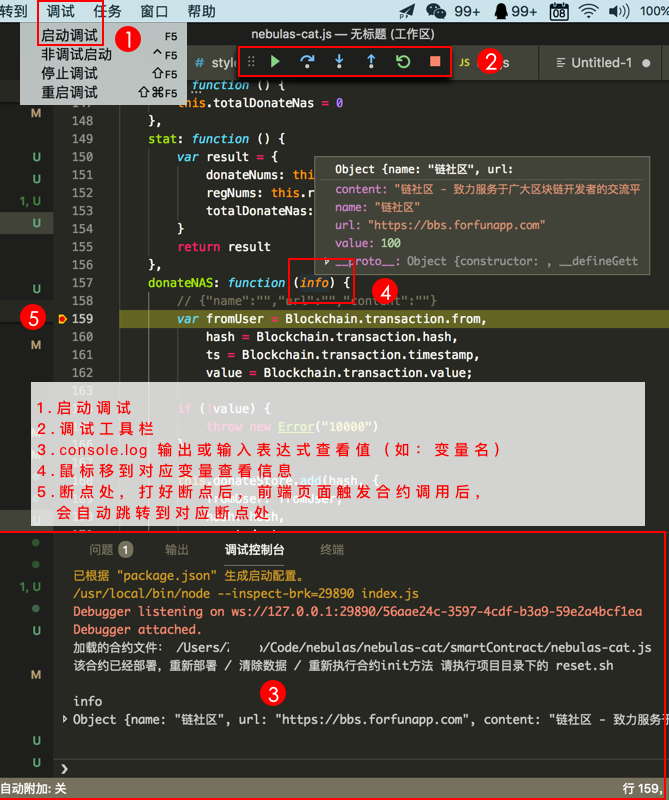 转到 调试 任务 窗口 帮助 99+ 99+ 08 100%
启动调试 F5
非调试启动 ^F5
停止调试 ⇧F5
重启调试 ⇧⌘F5
1
nebulas-cat.js — 无标题 (工作区)
# style
2
JS
s
Untitled-1
function () {
147 this.totalDonateNas = 0
M
148 },
149 stat: function () {
U 150 var result = {
U 151 donateNums: this
1, U 152 regNums: this.r
U 153 totalDonateNas:
154 }
155 return result
156 },
Object {name: "链社区", url:
content: "链社区 - 致力服务于广大区块链开发者的交流平
name: "链社区"
url: "https://bbs.forfunapp.com"
value: 100
__proto__: Object {constructor: , __defineGett
U 157 donateNAS: function (info) {
4
158 // {"name":"","url":"","content":""}
5
159 var fromUser = Blockchain.transaction.from,
M 160 hash = Blockchain.transaction.hash,
161 ts = Blockchain.transaction.timestamp,
162 value = Blockchain.transaction.value;
163
if (!value) {
throw new Error("10000")
1.启动调试
2.调试工具栏
3.console.log 输出或输入表达式查看值（如：变量名）
4.鼠标移到对应变量查看信息
5.断点处，打好断点后，前端页面触发合约调用后，
会自动跳转到对应断点处
this.donateStore.add(hash, {
fromUser: fromUser,
hash: hash,
问题 1 输出 调试控制台 终端
已根据 "package.json" 生成启动配置。
1, U
/usr/local/bin/node --inspect-brk=29890 index.js
Debugger listening on ws://127.0.0.1:29890/56aae24c-3597-4cdf-b3a9-59e2a4bcf1ea
U
Debugger attached.
加载的合约文件： /Users/ /Code/nebulas/nebulas-cat/smartContract/nebulas-cat.js
M
该合约已经部署，重新部署 / 清除数据 / 重新执行合约init方法 请执行项目目录下的 reset.sh
3
info
Object {name: "链社区", url: "https://bbs.forfunapp.com", content: "链社区 - 致力服务于
U
U
❯
自动附加: 关
行 159,